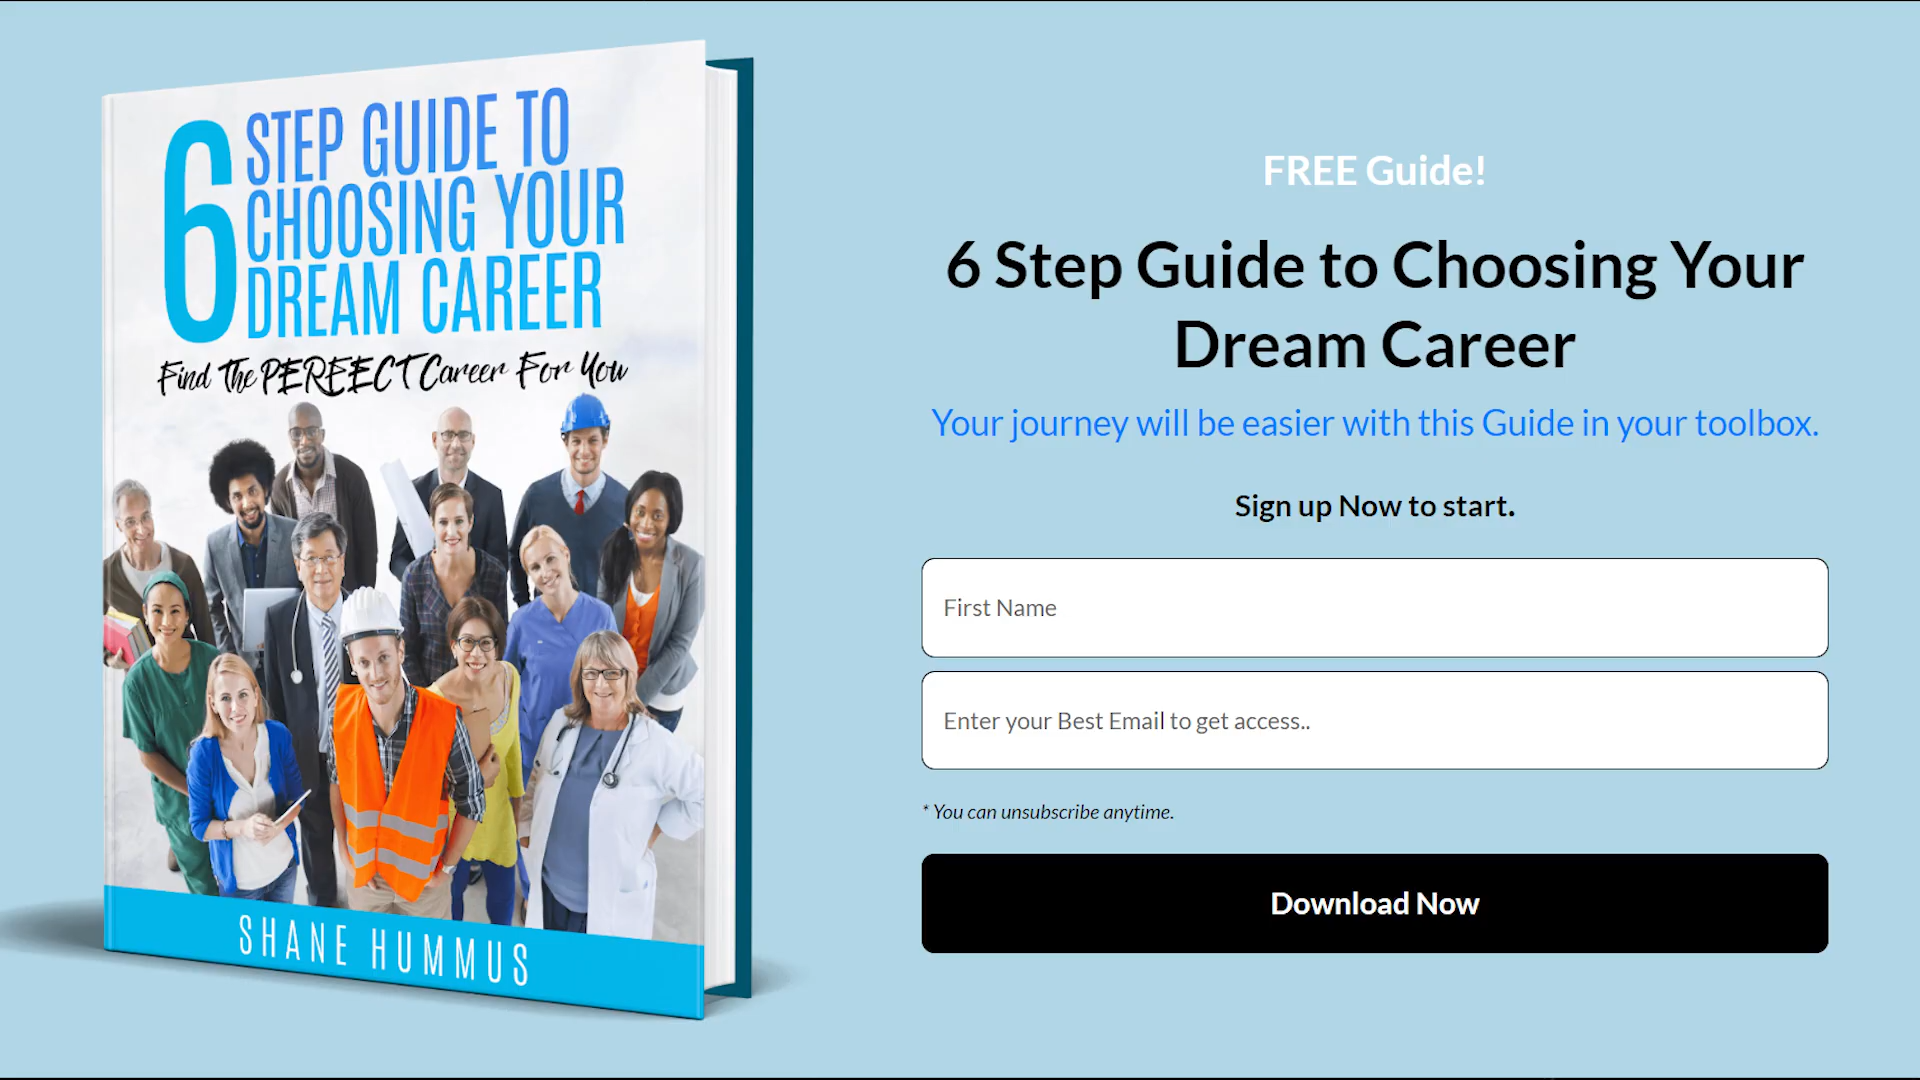 6 STEP GUIDE TO
CHOOSING YOUR
DREAM CAREER
Find The PERFECT Career For You
SHANE HUMMUS
FREE Guide!
6 Step Guide to Choosing Your
Dream Career
Your journey will be easier with this Guide in your toolbox.
Sign up Now to start.
First Name
Enter your Best Email to get access..
* You can unsubscribe anytime.
Download Now